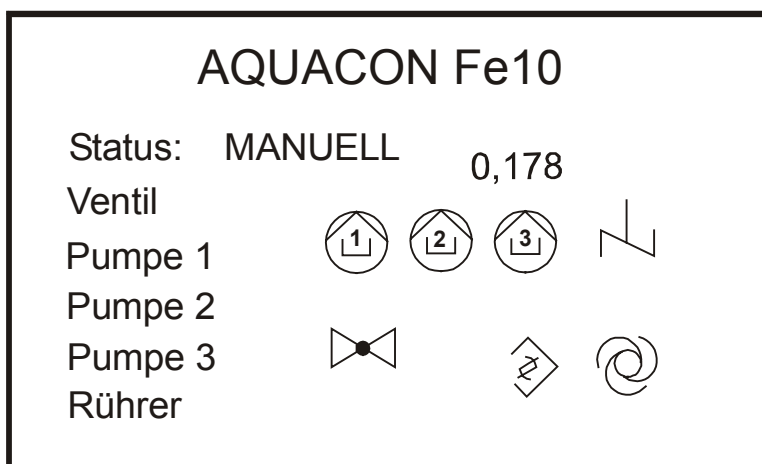 AQUACON Fe10
Status: MANUELL 0,178
Ventil
1 2 3
Pumpe 1
Pumpe 2
Pumpe 3
Rührer